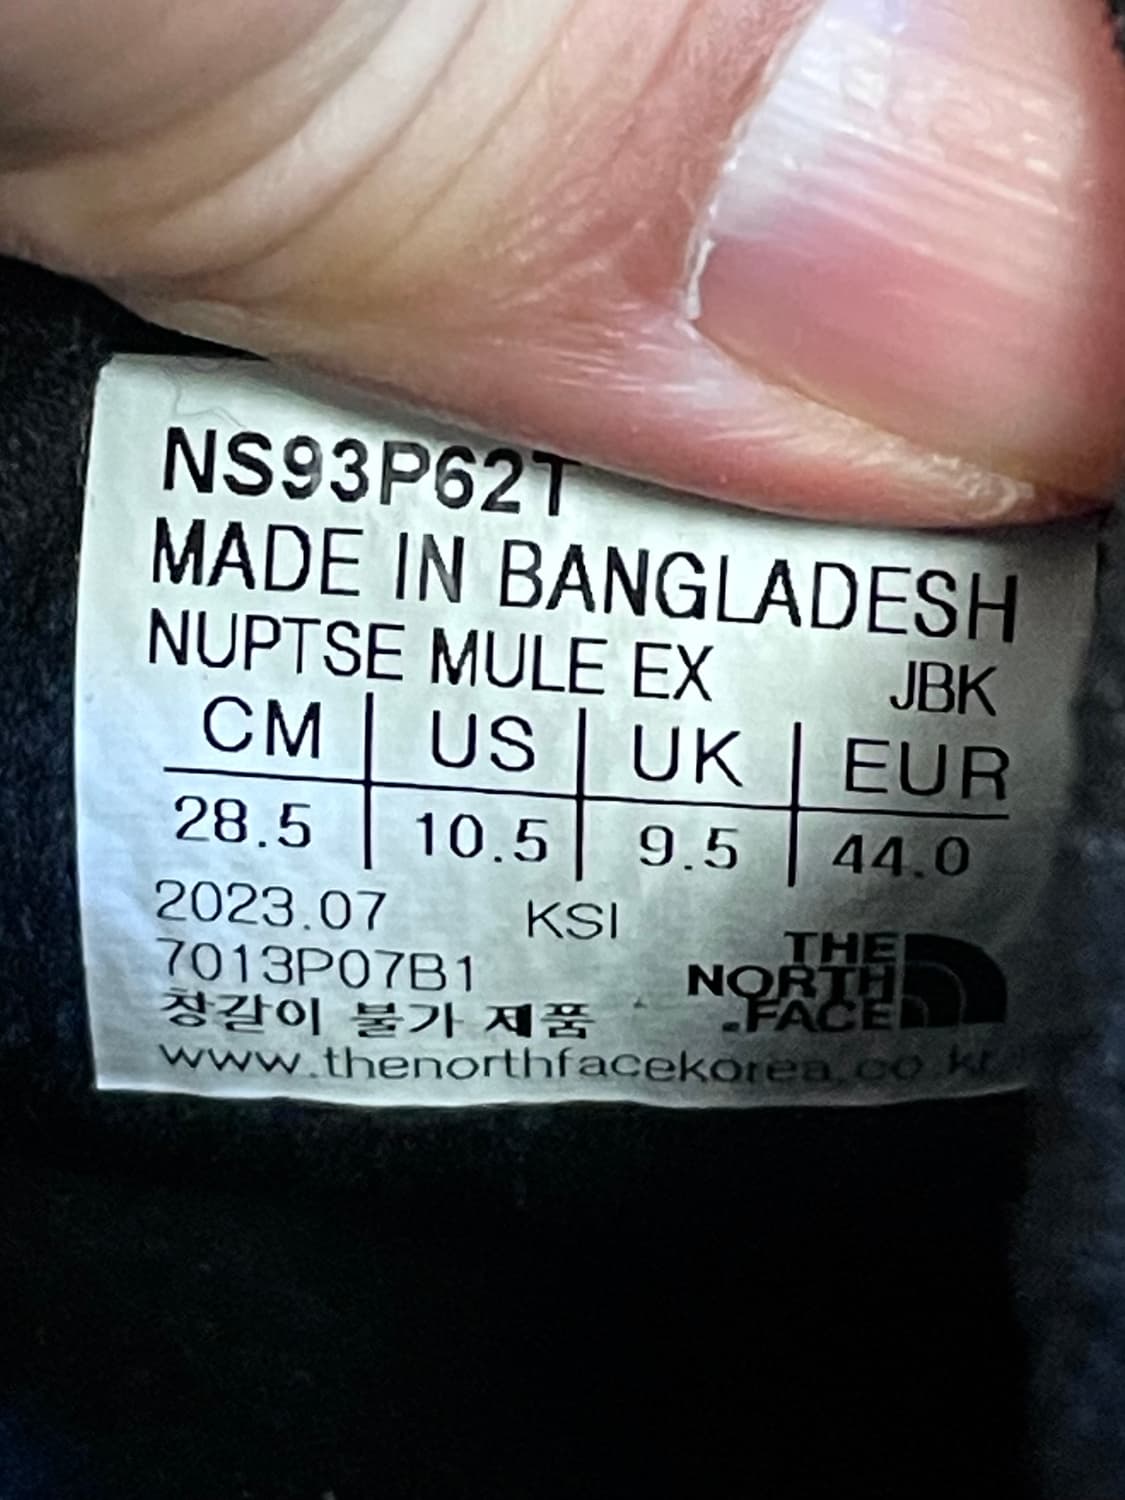 NS93P62T
MADE IN BANGLADESH
NUPTSE MULE EX JBK
CM US UK EUR
28.5 10.5 9.5 44.0
2023.07 KSI
7013P07B1
창갈이 불가 제품
THE
NORTH
FACE
www.thenorthfacekorea.co.kr